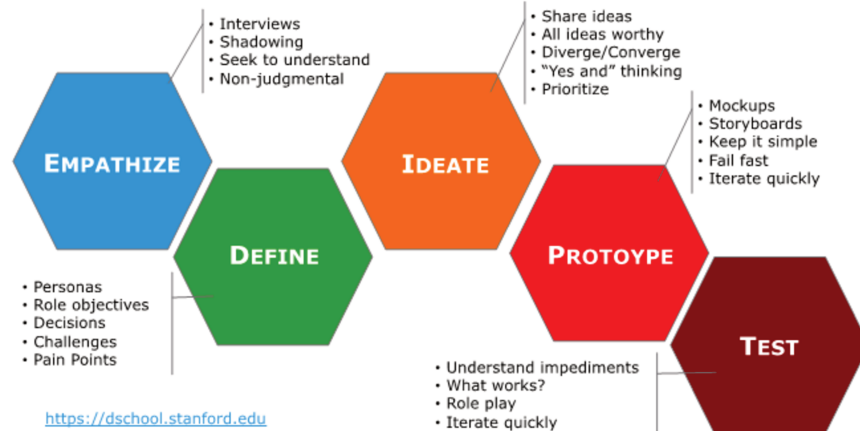 • Interviews
• Shadowing
• Seek to understand
• Non-judgmental
EMPATHIZE
• Personas
• Role objectives
• Decisions
• Challenges
• Pain Points
DEFINE
• Share ideas
• All ideas worthy
• Diverge/Converge
• “Yes and” thinking
• Prioritize
IDEATE
• Mockups
• Storyboards
• Keep it simple
• Fail fast
• Iterate quickly
PROTOYPE
• Understand impediments
• What works?
• Role play
• Iterate quickly
TEST
https://dschool.stanford.edu